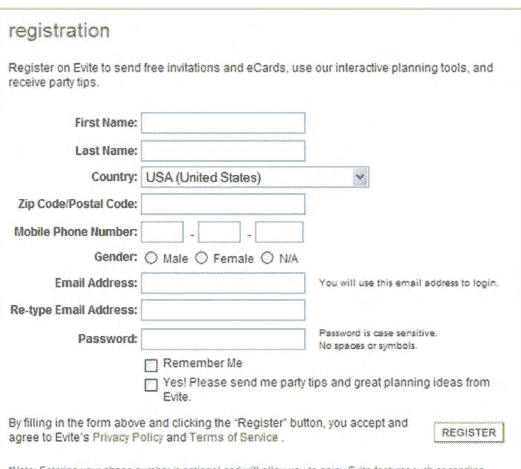 registration
Register on Evite to send free invitations and eCards, use our interactive planning tools, and
receive party tips.
First Name:
Last Name:
Country: USA (United States)
Zip Code/Postal Code:
Mobile Phone Number: - -
Gender: Male Female N/A
Email Address: You will use this email address to login.
Re-type Email Address:
Password: Password is case sensitive.
No spaces or symbols.
Remember Me
Yes! Please send me party tips and great planning ideas from
Evite.
By filling in the form above and clicking the "Register" button, you accept and
agree to Evite's Privacy Policy and Terms of Service .
REGISTER